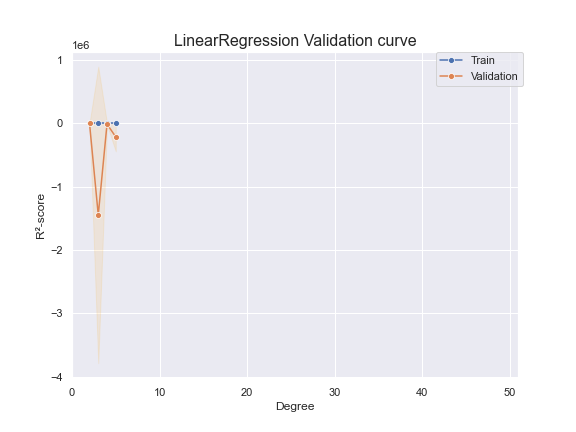 LinearRegression Validation curve
1e6
Train
Validation
1
0
−1
−2
−3
−4
R²-score
0 10 20 30 40 50
Degree